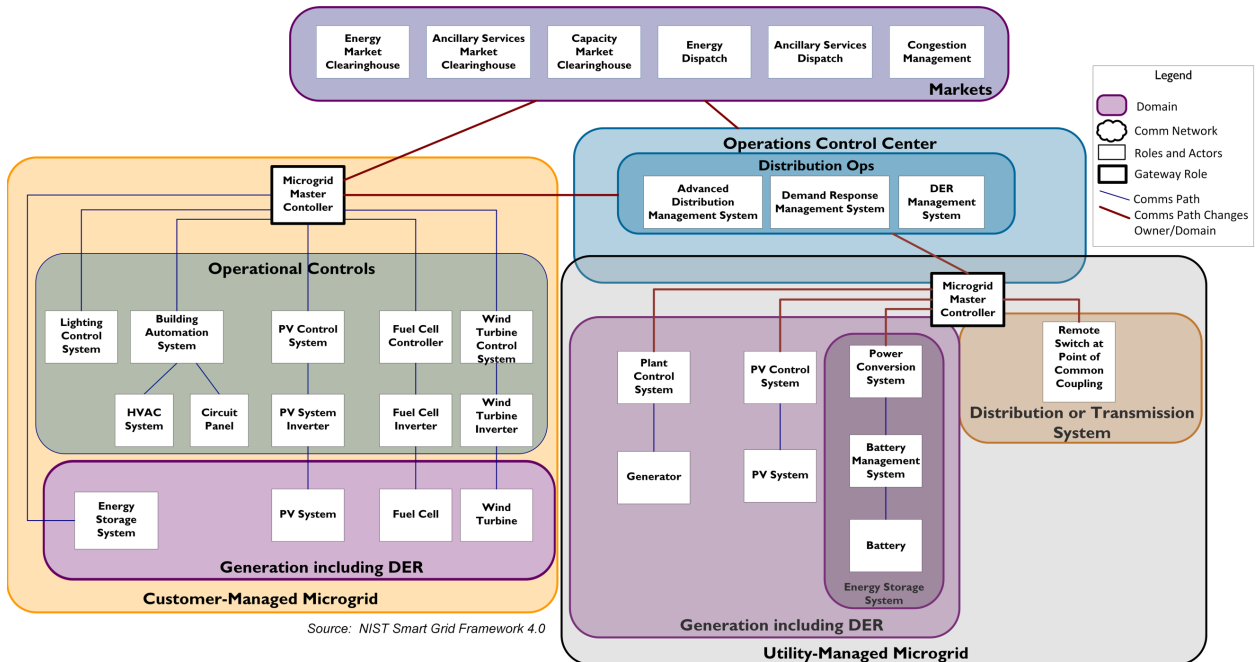 Energy
Market
Clearinghouse
Ancillary Services
Market
Clearinghouse
Capacity
Market
Clearinghouse
Energy
Dispatch
Ancillary Services
Dispatch
Congestion
Management
Markets
Legend
Domain
Comm Network
Roles and Actors
Gateway Role
Comms Path
Comms Path Changes
Owner/Domain
Operations Control Center
Distribution Ops
Advanced
Distribution
Management System
Demand Response
Management System
DER
Management
System
Microgrid
Master
Contoller
Operational Controls
Lighting
Control
System
Building
Automation
System
PV Control
System
Fuel Cell
Controller
Wind
Turbine
Control
System
HVAC
System
Circuit
Panel
PV System
Inverter
Fuel Cell
Inverter
Wind
Turbine
Inverter
Energy
Storage
System
PV System
Fuel Cell
Wind
Turbine
Generation including DER
Customer-Managed Microgrid
Source: NIST Smart Grid Framework 4.0
Microgrid
Master
Controller
Plant
Control
System
PV Control
System
Power
Conversion
System
Remote
Switch at
Point of
Common
Coupling
Distribution or Transmission
System
Generator
PV System
Battery
Management
System
Battery
Energy Storage
System
Generation including DER
Utility-Managed Microgrid